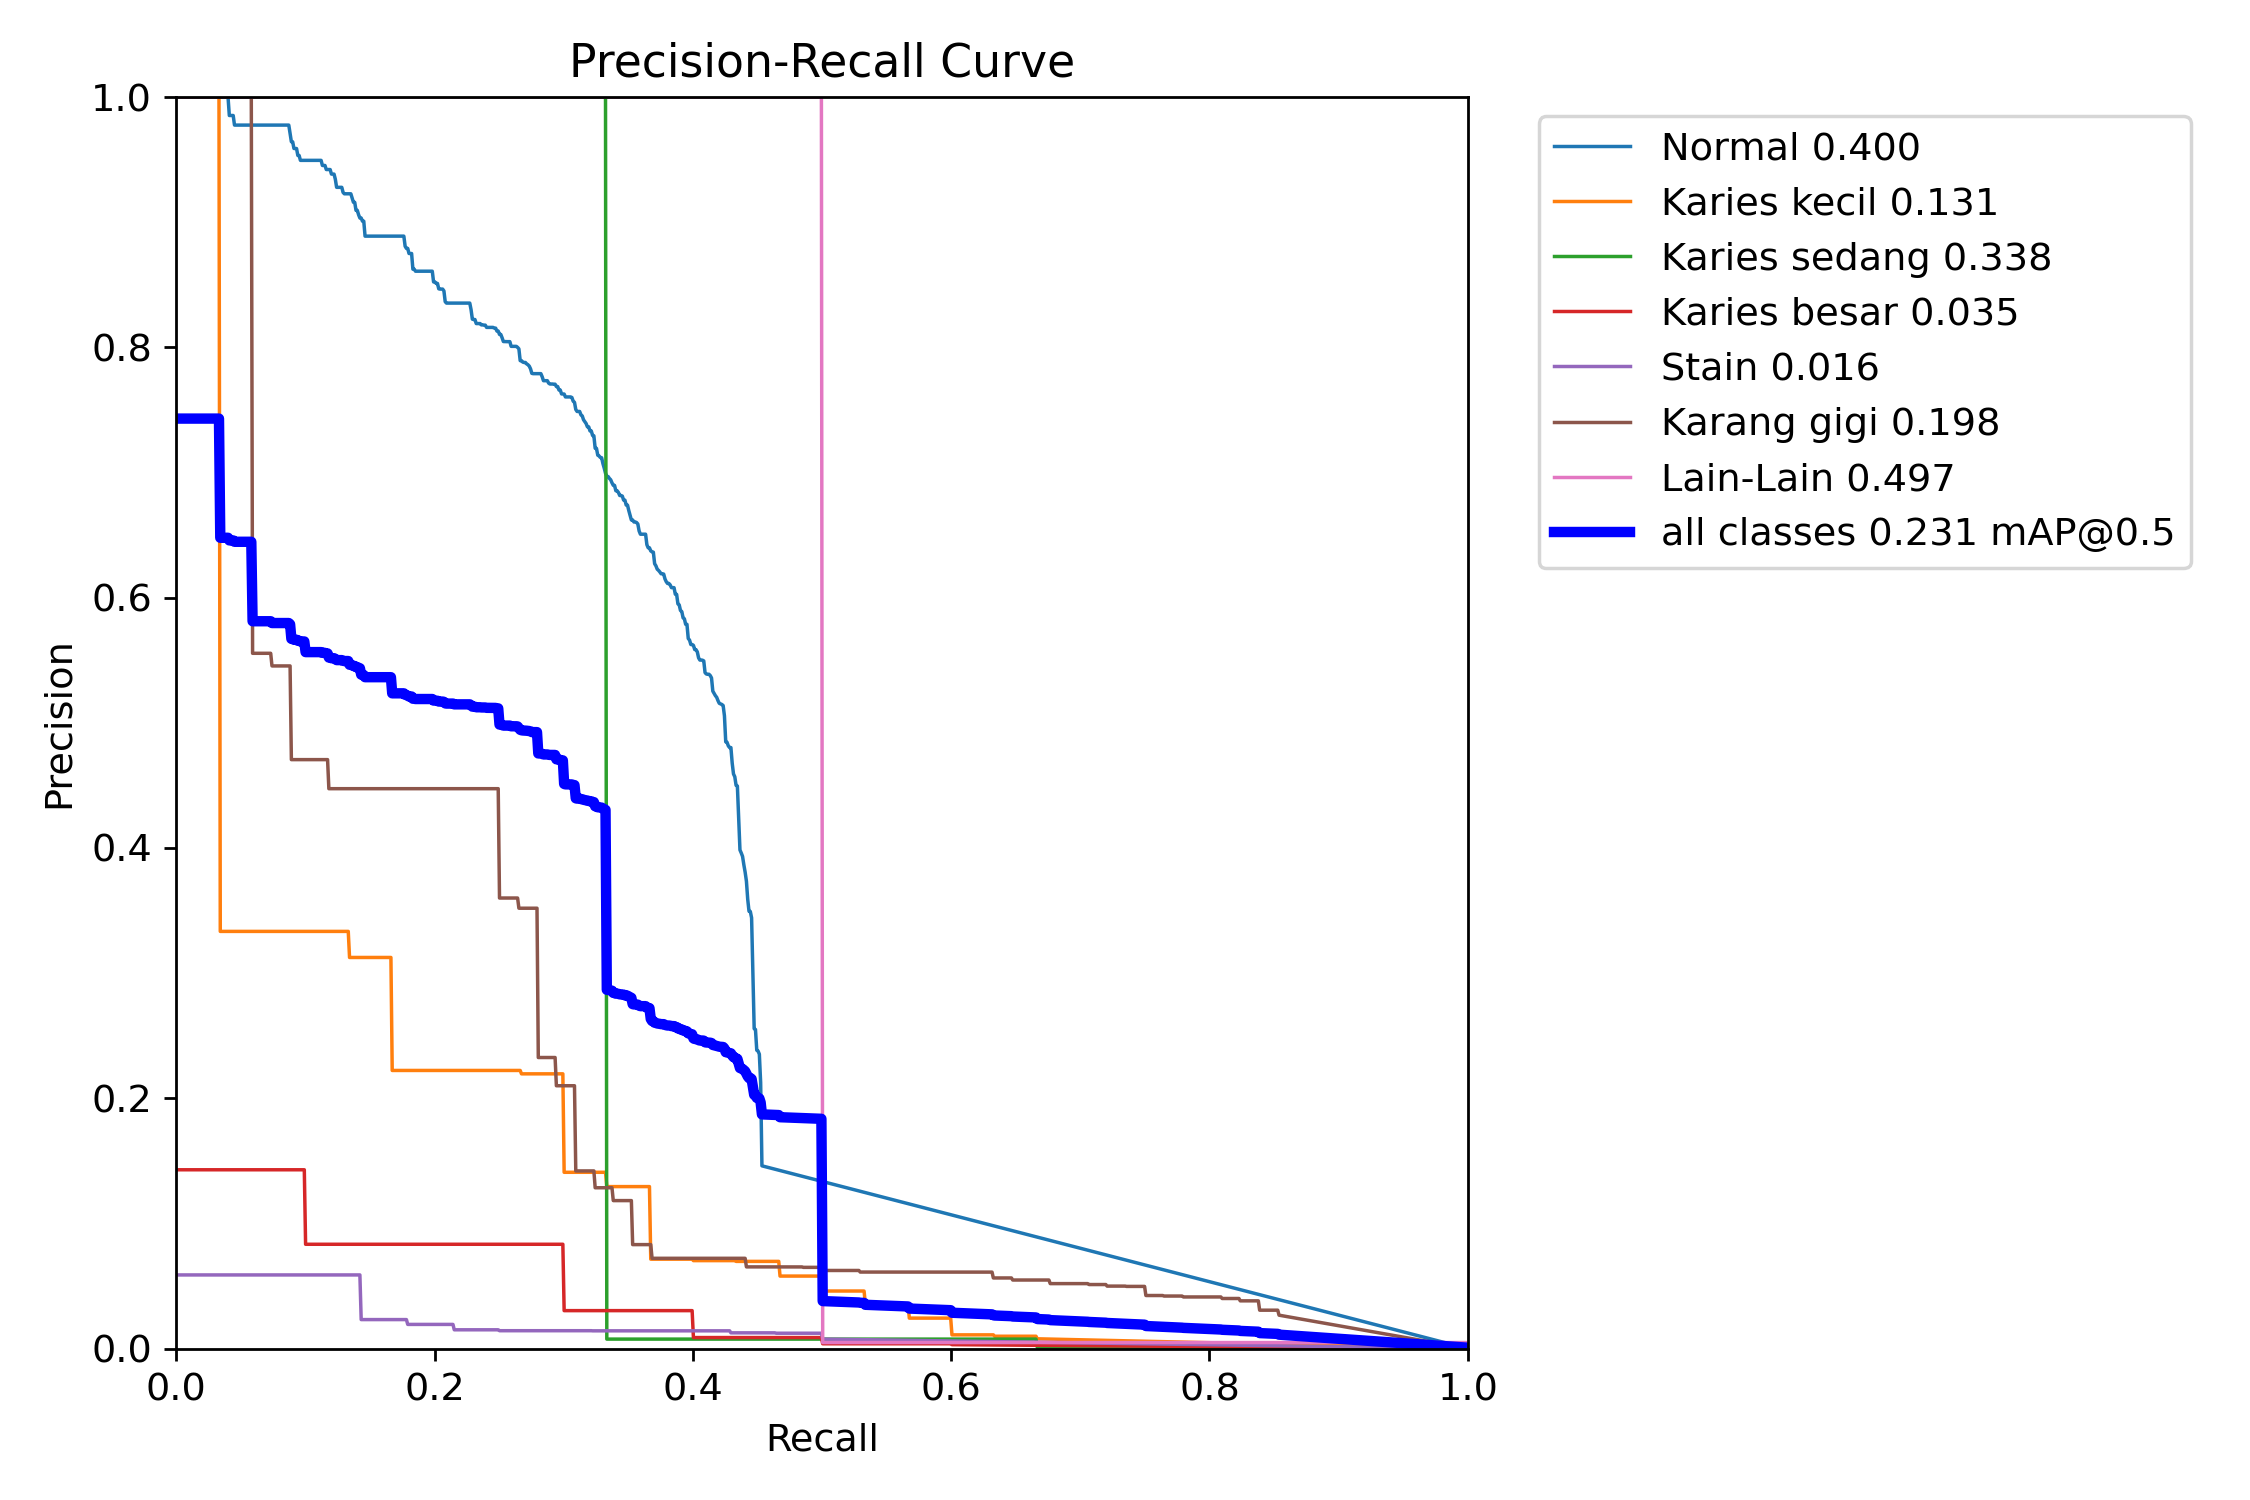 Precision-Recall Curve
Precision
1.0
0.8
0.6
0.4
0.2
0.0
0.0 0.2 0.4 0.6 0.8 1.0
Recall
Normal 0.400
Karies kecil 0.131
Karies sedang 0.338
Karies besar 0.035
Stain 0.016
Karang gigi 0.198
Lain-Lain 0.497
all classes 0.231 mAP@0.5